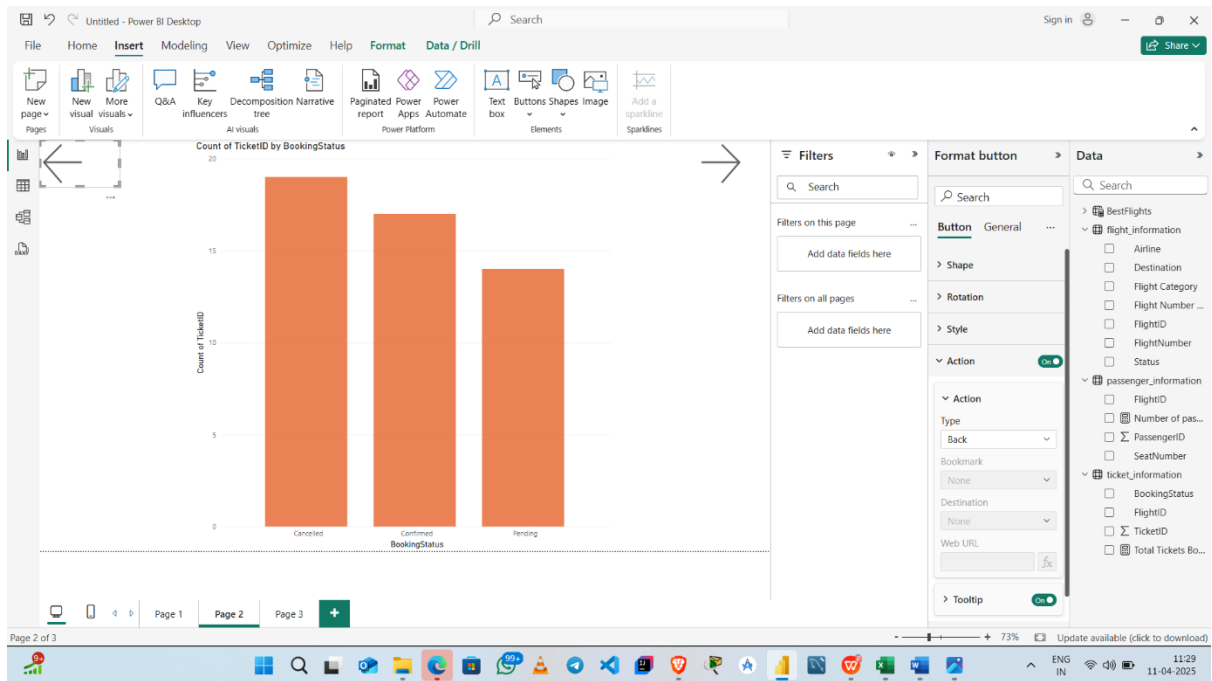 Untitled - Power BI Desktop
Search
Sign in
File Home Insert Modeling View Optimize Help Format Data / Drill
Share
New page
New visual
More visuals
Q&A
Key influencers
Decomposition tree
Narrative
Paginated report
Power Apps
Power Automate
Text box
Buttons
Shapes
Image
Add a sparkline
Pages
Visuals
AI visuals
Power Platform
Elements
Sparklines
Count of TicketID by BookingStatus
20
15
10
5
0
Count of TicketID
Cancelled
Confirmed
Pending
BookingStatus
...
Filters
Search
Filters on this page
...
Add data fields here
Filters on all pages
...
Add data fields here
Format button
Search
Button General ...
Shape
Rotation
Style
Action
On
Action
Type
Back
Bookmark
None
Destination
None
Web URL
fx
Tooltip
On
Data
Search
BestFlights
flight_information
Airline
Destination
Flight Category
Flight Number ...
FlightID
FlightNumber
Status
passenger_information
FlightID
Number of pas...
∑ PassengerID
SeatNumber
ticket_information
BookingStatus
FlightID
∑ TicketID
Total Tickets Bo...
Page 1
Page 2
Page 3
+
Page 2 of 3
- + 73%
Update available (click to download)
9+
99+
ENG
IN
11:29
11-04-2025